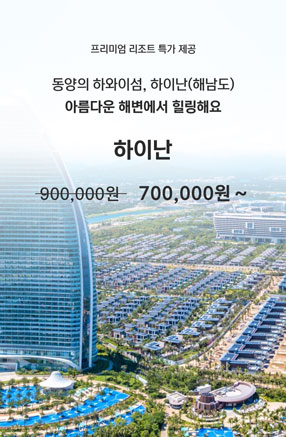 프리미엄 리조트 특가 제공
동양의 하와이섬, 하이난(해남도)
아름다운 해변에서 힐링해요
하이난
900,000원 700,000원 ~